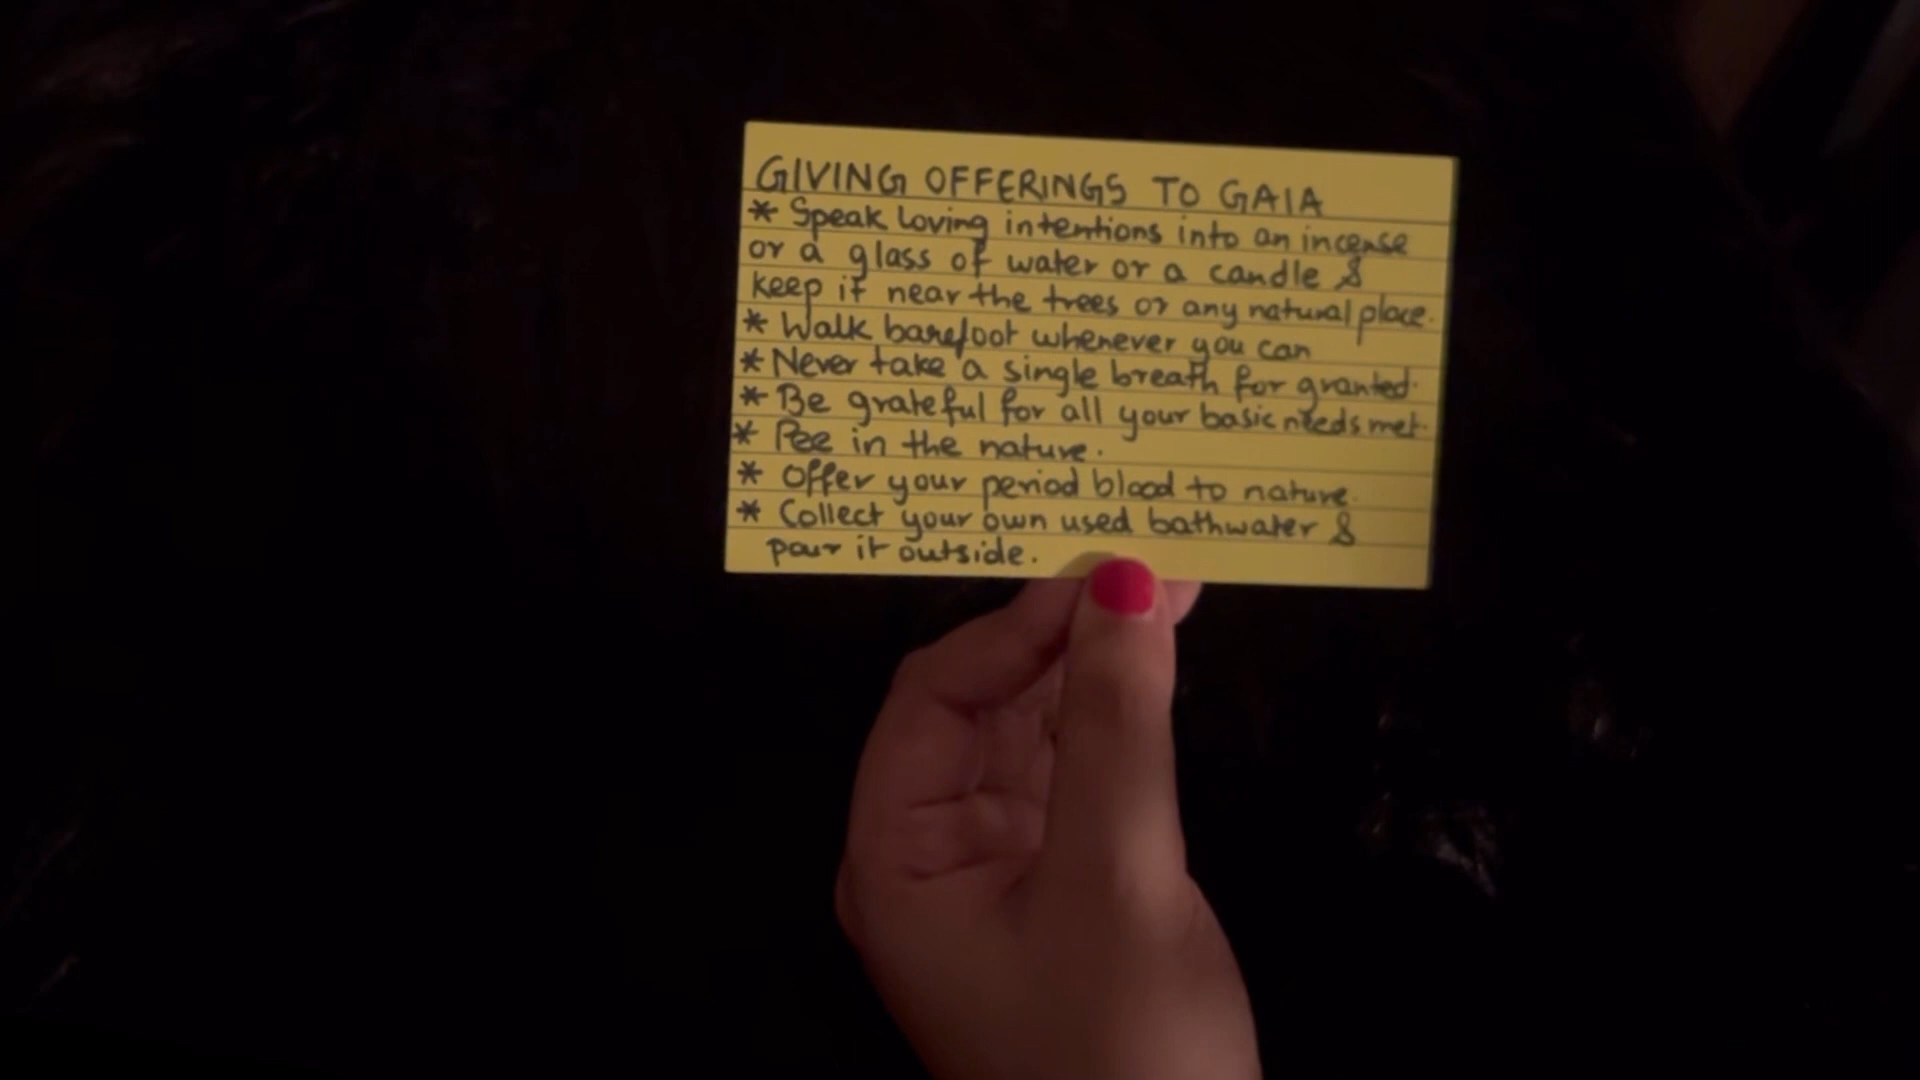 GIVING OFFERINGS TO GAIA
* Speak loving intentions into an incense
or a glass of water or a candle &
keep it near the trees or any natural place.
* Walk barefoot whenever you can
* Never take a single breath for granted.
* Be grateful for all your basic needs met.
* Pee in the nature.
* Offer your period blood to nature.
* Collect your own used bathwater &
pour it outside.